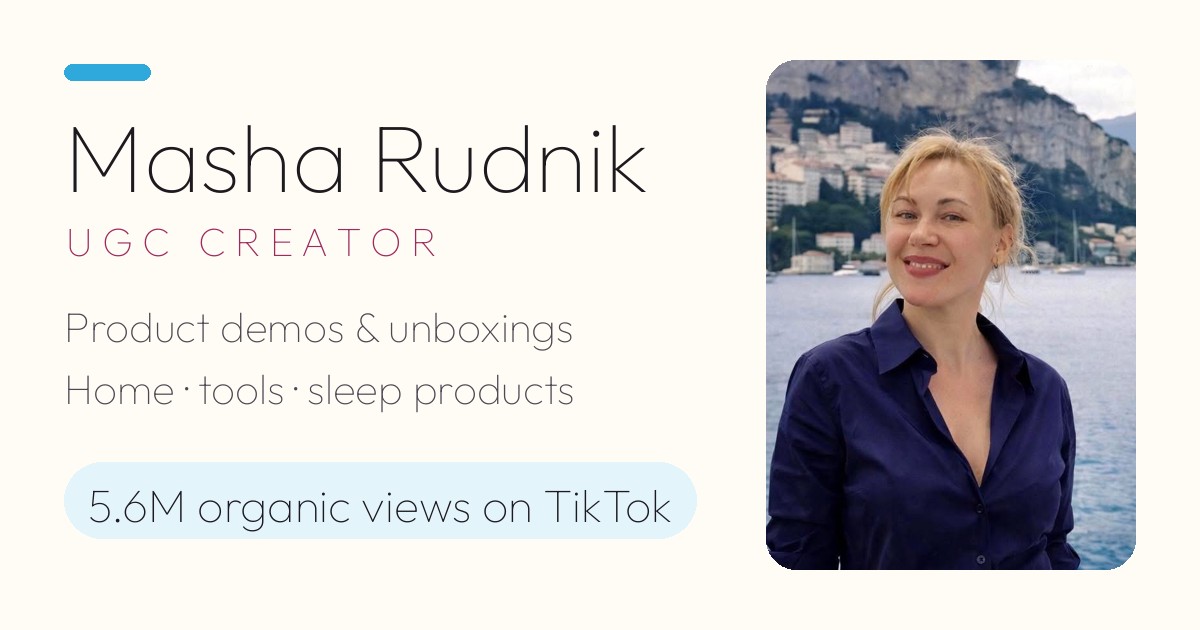 Masha Rudnik
UGC CREATOR
Product demos & unboxings
Home · tools · sleep products
5.6M organic views on TikTok